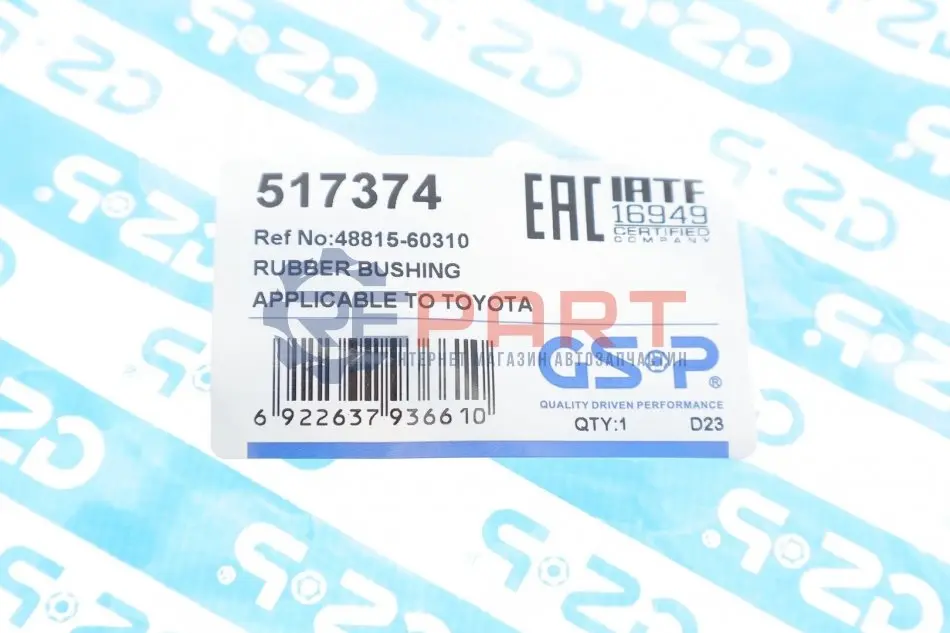 517374
EAC
IATF
16949
CERTIFIED
COMPANY
Ref No:48815-60310
RUBBER BUSHING
APPLICABLE TO TOYOTA
EPART
ИНТЕРНЕТ МАГАЗИН АВТОЗАПЧАСТИН
GSP®
QUALITY DRIVEN PERFORMANCE
6 922637 936610
QTY:1 D23